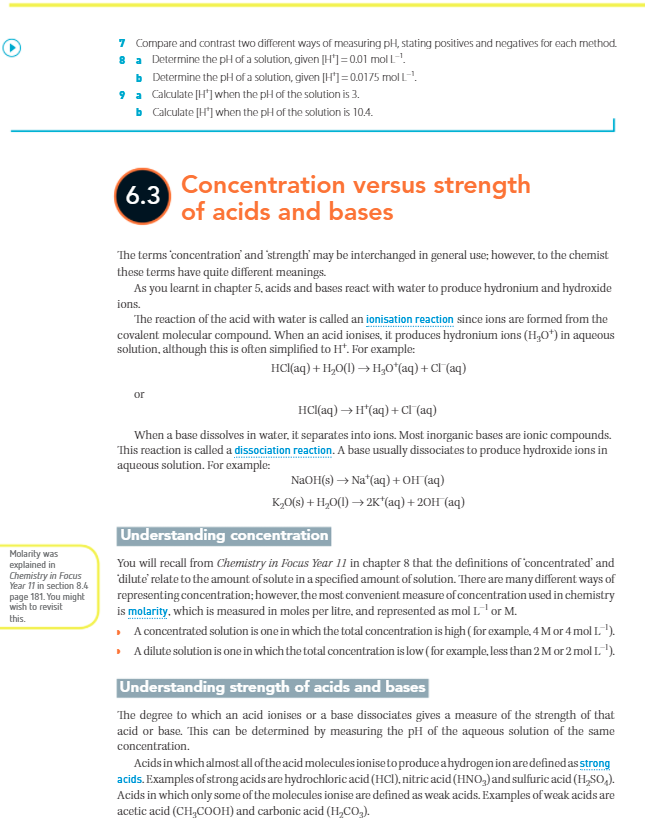 7 Compare and contrast two different ways of measuring pH, stating positives and negatives for each method.
8 a Determine the pH of a solution, given [H⁺] = 0.01 mol L⁻¹.
b Determine the pH of a solution, given [H⁺] = 0.0175 mol L⁻¹.
9 a Calculate [H⁺] when the pH of the solution is 3.
b Calculate [H⁺] when the pH of the solution is 10.4.
6.3
Concentration versus strength
of acids and bases
The terms 'concentration' and 'strength' may be interchanged in general use; however, to the chemist
these terms have quite different meanings.
As you learnt in chapter 5, acids and bases react with water to produce hydronium and hydroxide
ions.
The reaction of the acid with water is called an ionisation reaction since ions are formed from the
covalent molecular compound. When an acid ionises, it produces hydronium ions (H₃O⁺) in aqueous
solution, although this is often simplified to H⁺. For example:
HCl(aq) + H₂O(l) → H₃O⁺(aq) + Cl⁻(aq)
or
HCl(aq) → H⁺(aq) + Cl⁻(aq)
When a base dissolves in water, it separates into ions. Most inorganic bases are ionic compounds.
This reaction is called a dissociation reaction. A base usually dissociates to produce hydroxide ions in
aqueous solution. For example:
NaOH(s) → Na⁺(aq) + OH⁻(aq)
K₂O(s) + H₂O(l) → 2K⁺(aq) + 2OH⁻(aq)
Understanding concentration
Molarity was
explained in
Chemistry in Focus
Year 11 in section 8.4
page 181. You might
wish to revisit
this.
You will recall from Chemistry in Focus Year 11 in chapter 8 that the definitions of 'concentrated' and
'dilute' relate to the amount of solute in a specified amount of solution. There are many different ways of
representing concentration; however, the most convenient measure of concentration used in chemistry
is molarity, which is measured in moles per litre, and represented as mol L⁻¹ or M.
A concentrated solution is one in which the total concentration is high (for example, 4 M or 4 mol L⁻¹).
A dilute solution is one in which the total concentration is low (for example, less than 2 M or 2 mol L⁻¹).
Understanding strength of acids and bases
The degree to which an acid ionises or a base dissociates gives a measure of the strength of that
acid or base. This can be determined by measuring the pH of the aqueous solution of the same
concentration.
Acids in which almost all of the acid molecules ionise to produce a hydrogen ion are defined as strong
acids. Examples of strong acids are hydrochloric acid (HCl), nitric acid (HNO₃) and sulfuric acid (H₂SO₄).
Acids in which only some of the molecules ionise are defined as weak acids. Examples of weak acids are
acetic acid (CH₃COOH) and carbonic acid (H₂CO₃).